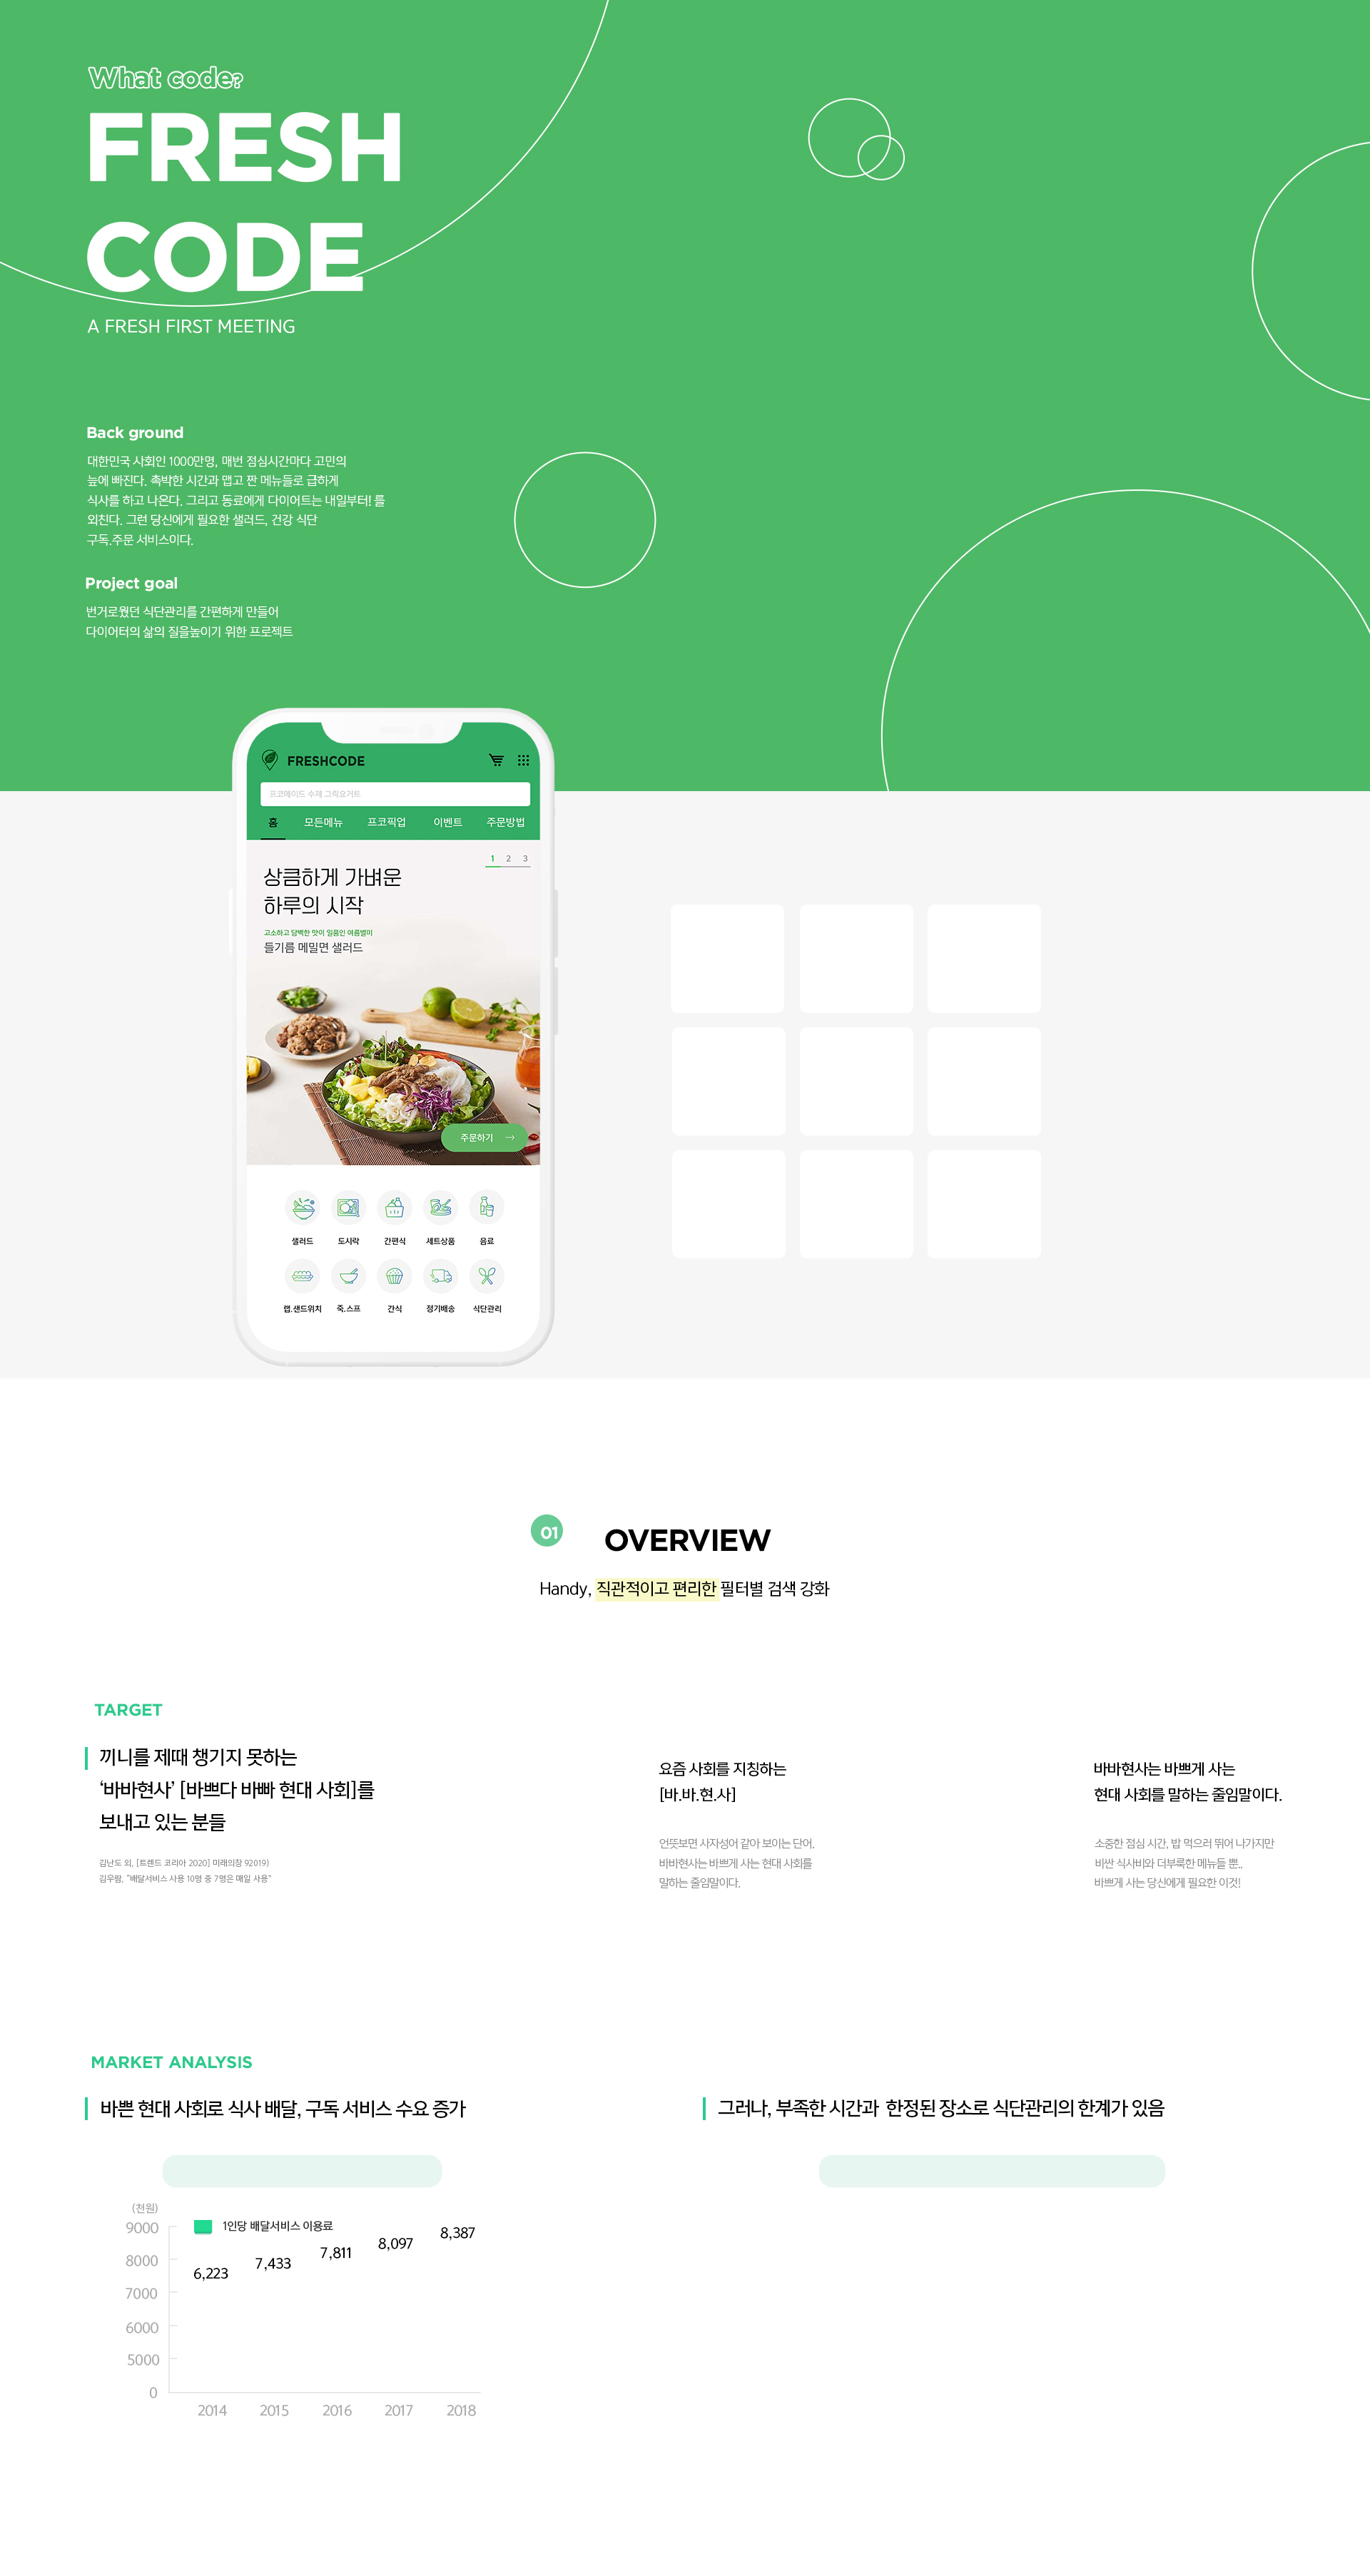 What code?
FRESH
CODE
A FRESH FIRST MEETING
Back ground
대한민국 사회인 1000만명, 매번 점심시간마다 고민의
늪에 빠진다. 촉박한 시간과 맵고 짠 메뉴들로 급하게
식사를 하고 나온다. 그리고 동료에게 다이어트는 내일부터! 를
외친다. 그런 당신에게 필요한 샐러드, 건강 식단
구독.주문 서비스이다.
Project goal
번거로웠던 식단관리를 간편하게 만들어
다이어터의 삶의 질을높이기 위한 프로젝트
FRESHCODE
프코메이드 수제 그릭요거트
홈 모든메뉴 프코픽업 이벤트 주문방법
1 2 3
상큼하게 가벼운
하루의 시작
고소하고 담백한 맛이 일품인 여름별미
들기름 메밀면 샐러드
주문하기 →
샐러드 도시락 간편식 세트상품 음료
랩.샌드위치 죽.스프 간식 정기배송 식단관리
01
OVERVIEW
Handy, 직관적이고 편리한 필터별 검색 강화
TARGET
끼니를 제때 챙기지 못하는
‘바바현사’ [바쁘다 바빠 현대 사회]를
보내고 있는 분들
김난도 외, [트렌드 코리아 2020] 미래의창 92019)
김우람, "배달서비스 사용 10명 중 7명은 매일 사용"
요즘 사회를 지칭하는
[바.바.현.사]
언뜻보면 사자성어 같아 보이는 단어.
바바현사는 바쁘게 사는 현대 사회를
말하는 줄임말이다.
바바현사는 바쁘게 사는
현대 사회를 말하는 줄임말이다.
소중한 점심 시간, 밥 먹으러 뛰어 나가지만
비싼 식사비와 더부룩한 메뉴들 뿐..
바쁘게 사는 당신에게 필요한 이것!
MARKET ANALYSIS
바쁜 현대 사회로 식사 배달, 구독 서비스 수요 증가
그러나, 부족한 시간과 한정된 장소로 식단관리의 한계가 있음
(천원)
9000
8000
7000
6000
5000
0
1인당 배달서비스 이용료
6,223
7,433
7,811
8,097
8,387
2014 2015 2016 2017 2018